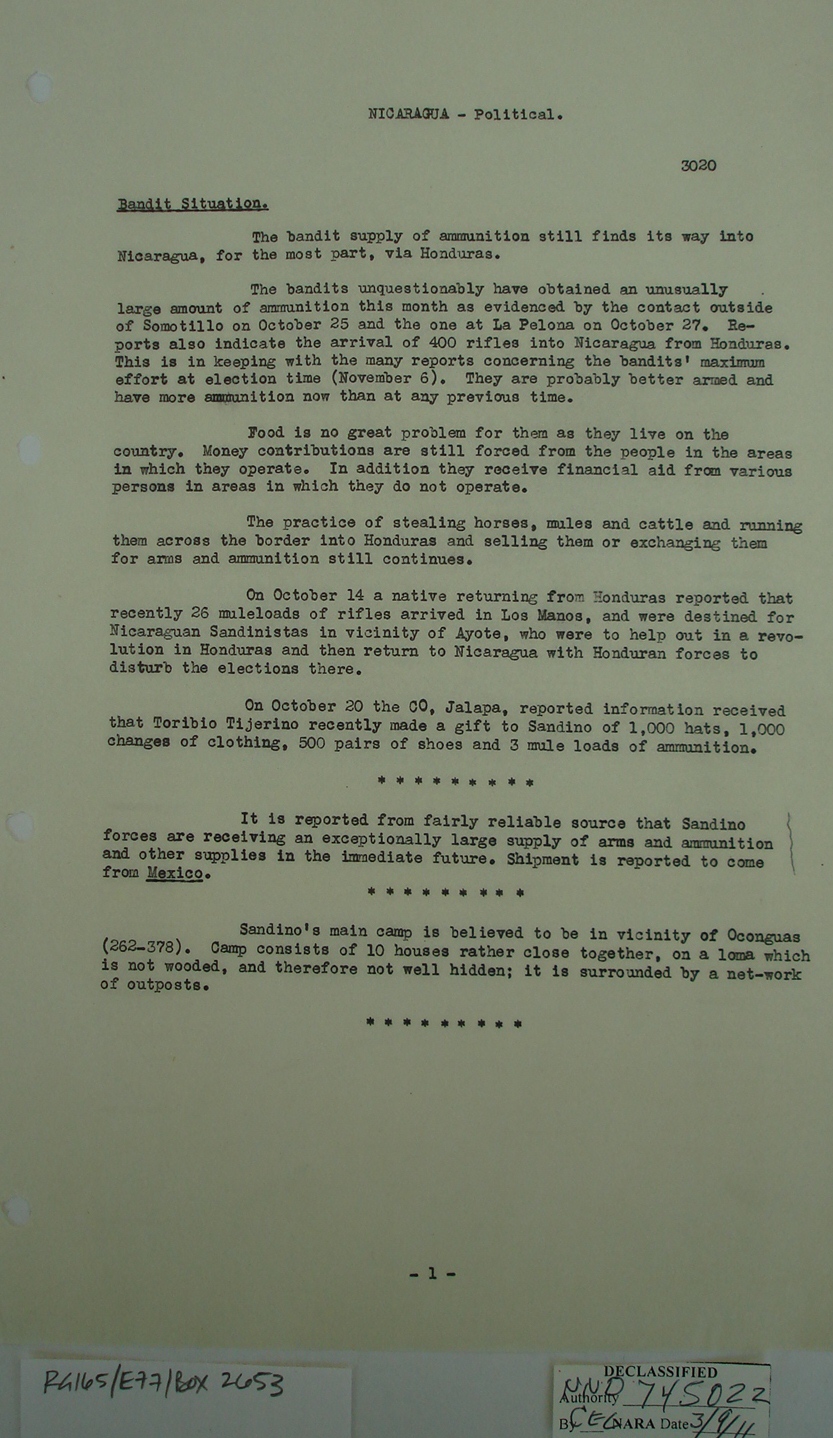 NICARAGUA - Political.
3020
Bandit Situation.
The bandit supply of ammunition still finds its way into
Nicaragua, for the most part, via Honduras.
The bandits unquestionably have obtained an unusually
large amount of ammunition this month as evidenced by the contact outside
of Somotillo on October 25 and the one at La Pelona on October 27. Re-
ports also indicate the arrival of 400 rifles into Nicaragua from Honduras.
This is in keeping with the many reports concerning the bandits' maximum
effort at election time (November 6). They are probably better armed and
have more ammunition now than at any previous time.
Food is no great problem for them as they live on the
country. Money contributions are still forced from the people in the areas
in which they operate. In addition they receive financial aid from various
persons in areas in which they do not operate.
The practice of stealing horses, mules and cattle and running
them across the border into Honduras and selling them or exchanging them
for arms and ammunition still continues.
On October 14 a native returning from Honduras reported that
recently 26 muleloads of rifles arrived in Los Manos, and were destined for
Nicaraguan Sandinistas in vicinity of Ayote, who were to help out in a revo-
lution in Honduras and then return to Nicaragua with Honduran forces to
disturb the elections there.
On October 20 the CO, Jalapa, reported information received
that Toribio Tijerino recently made a gift to Sandino of 1,000 hats, 1,000
changes of clothing, 500 pairs of shoes and 3 mule loads of ammunition.
* * * * * * * * *
It is reported from fairly reliable source that Sandino
forces are receiving an exceptionally large supply of arms and ammunition
and other supplies in the immediate future. Shipment is reported to come
from Mexico.
* * * * * * * * *
Sandino's main camp is believed to be in vicinity of Oconguas
(262-378). Camp consists of 10 houses rather close together, on a loma which
is not wooded, and therefore not well hidden; it is surrounded by a net-work
of outposts.
* * * * * * * * *
- 1 -
RG165/E77/BOX 2653
DECLASSIFIED
Authority NND 745022
By CEC NARA Date 3/9/11